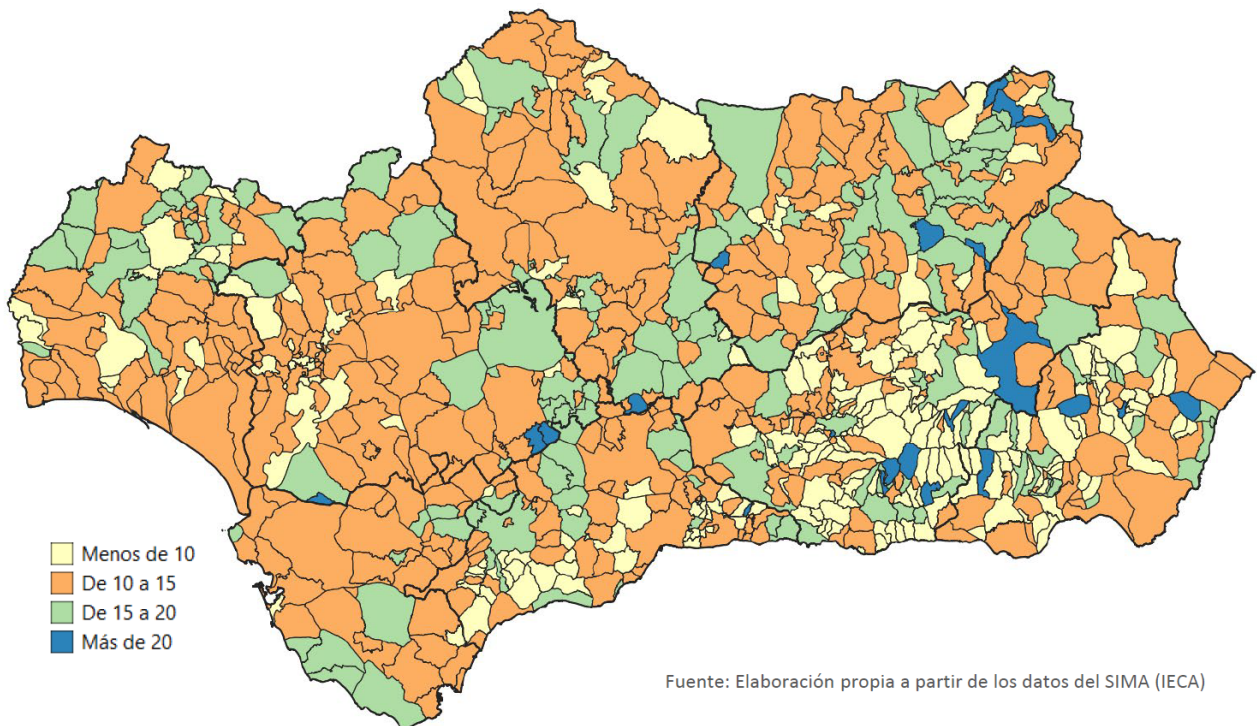 Menos de 10
De 10 a 15
De 15 a 20
Más de 20
Fuente: Elaboración propia a partir de los datos del SIMA (IECA)